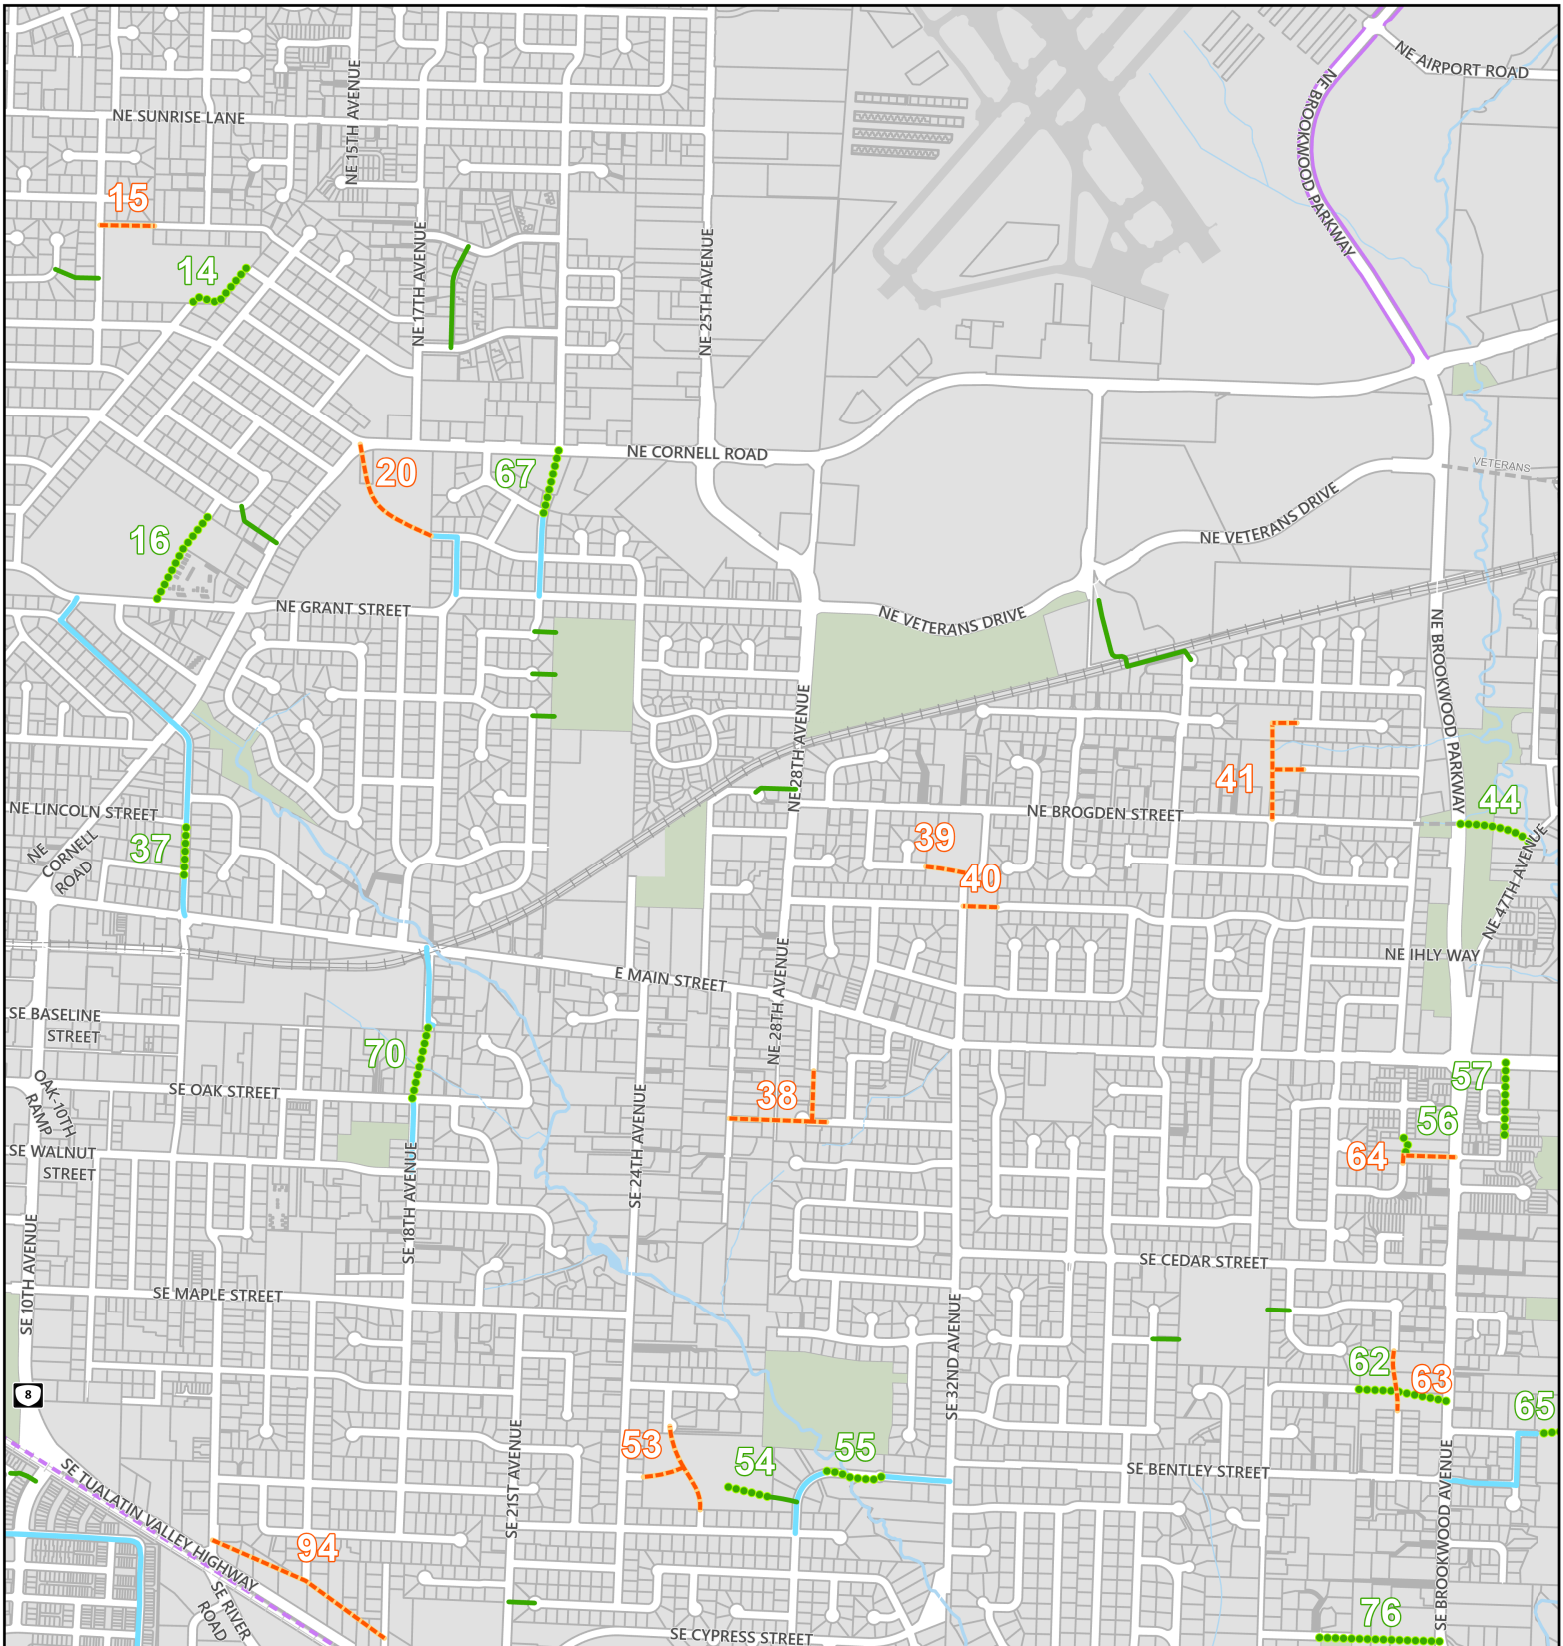 NE AIRPORT ROAD
NE BROOKWOOD PARKWAY
NE SUNRISE LANE
NE 15TH AVENUE
NE BROOKWOOD PARKWAY
15
14
NE 17TH AVENUE
NE 25TH AVENUE
NE CORNELL ROAD
20
67
VETERANS
NE VETERANS DRIVE
16
NE GRANT STREET
NE VETERANS DRIVE
NE BROOKWOOD PARKWAY
NE 28TH AVENUE
41
44
NE LINCOLN STREET
NE BROGDEN STREET
37
39
NE
CORNELL
ROAD
40
NE 47TH AVENUE
NE IHLY WAY
E MAIN STREET
NE 28TH AVENUE
SE BASELINE
STREET
70
57
SE OAK STREET
OAK-10TH
RAMP
38
56
SE 24TH AVENUE
SE WALNUT
STREET
64
SE 18TH AVENUE
SE 10TH AVENUE
SE CEDAR STREET
SE MAPLE STREET
SE 32ND AVENUE
62
63
8
65
53
54
55
SE 21ST AVENUE
SE BENTLEY STREET
SE BROOKWOOD AVENUE
SE TUALATIN VALLEY HIGHWAY
94
SE RIVER
ROAD
76
SE CYPRESS STREET